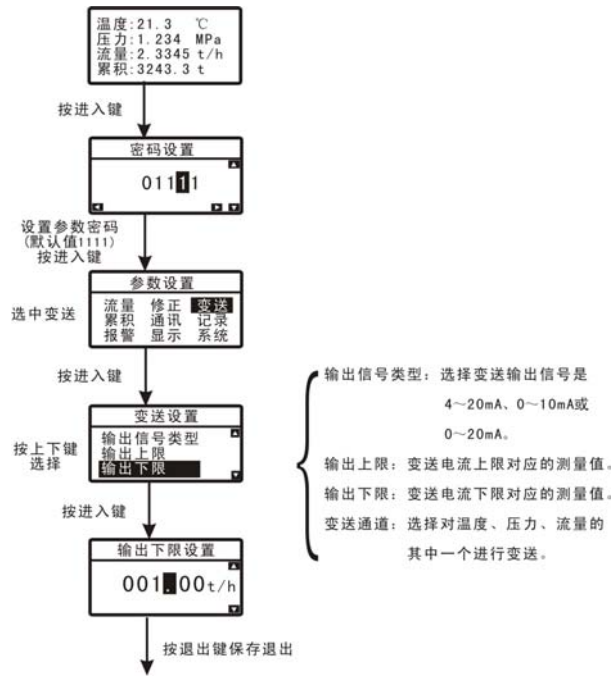 温度:21.3 ℃
压力:1.234 MPa
流量:2.3345 t/h
累积:3243.3 t
按进入键
密码设置
01111
设置参数密码
(默认值1111)
按进入键
参数设置
选中变送
流量 修正 变送
累积 通讯 记录
报警 显示 系统
按进入键
变送设置
按上下键
选择
输出信号类型
输出上限
输出下限
按进入键
输出下限设置
001.00t/h
按退出键保存退出
输出信号类型：选择变送输出信号是
4～20mA、0～10mA或
0～20mA。
输出上限：变送电流上限对应的测量值。
输出下限：变送电流下限对应的测量值。
变送通道：选择对温度、压力、流量的
其中一个进行变送。